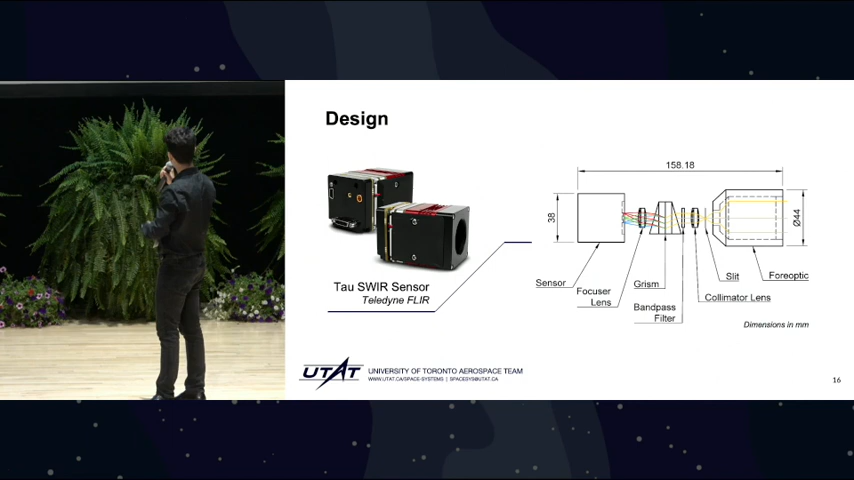 Design
158.18
38
Ø44
Sensor
Focuser
Lens
Grism
Bandpass
Filter
Collimator Lens
Slit
Foreoptic
Dimensions in mm
Tau SWIR Sensor
Teledyne FLIR
UTAT
UNIVERSITY OF TORONTO AEROSPACE TEAM
WWW.UTAT.CA/SPACE-SYSTEMS | SPACESYS@UTAT.CA
16